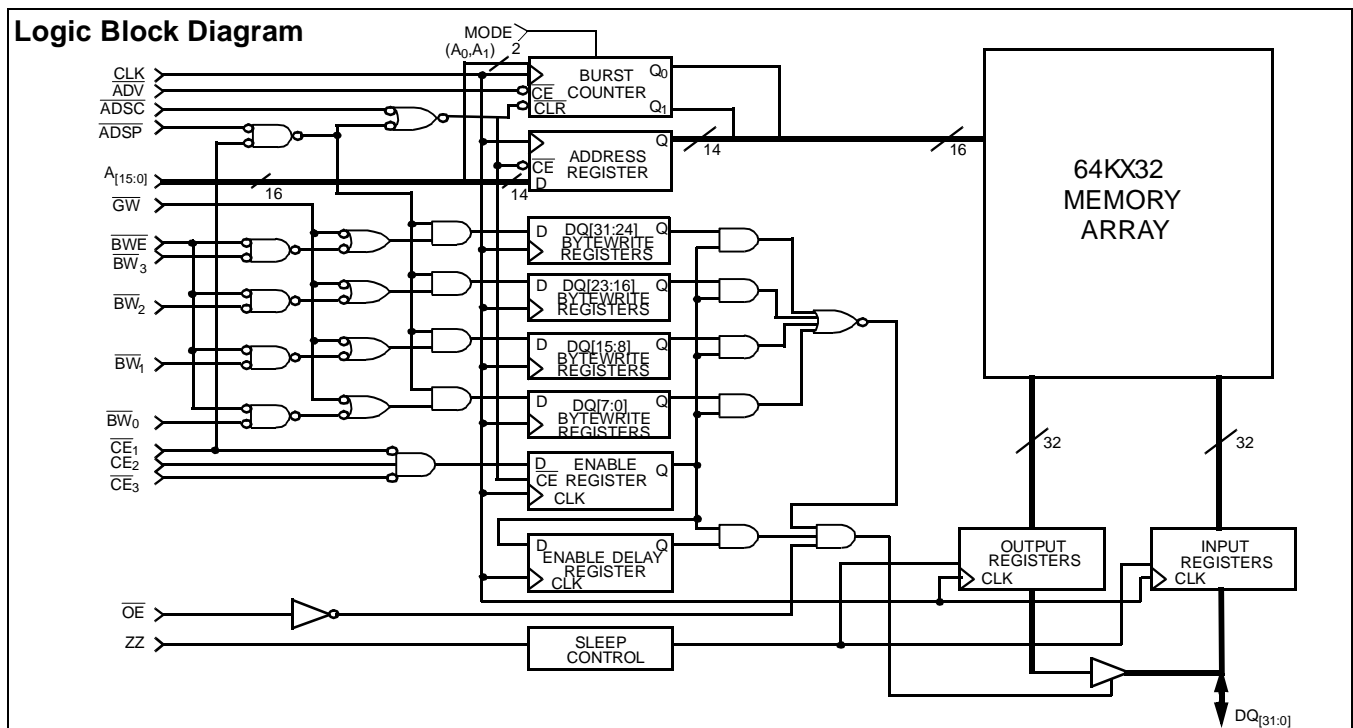 Logic Block Diagram
MODE
(A0,A1) 2
CLK
ADV
ADSC
ADSP
A[15:0]
GW
BWE
BW3
BW2
BW1
BW0
CE1
CE2
CE3
OE
ZZ
16
14
BURST
COUNTER
CE
CLR
Q0
Q1
ADDRESS
REGISTER
CE
D
Q
14
16
D DQ[31:24] Q
BYTEWRITE
REGISTERS
D DQ[23:16] Q
BYTEWRITE
REGISTERS
D DQ[15:8] Q
BYTEWRITE
REGISTERS
D DQ[7:0] Q
BYTEWRITE
REGISTERS
D ENABLE Q
CE REGISTER
CLK
D Q
ENABLE DELAY
REGISTER
CLK
SLEEP
CONTROL
64KX32
MEMORY
ARRAY
32
32
OUTPUT
REGISTERS
CLK
INPUT
REGISTERS
CLK
DQ[31:0]